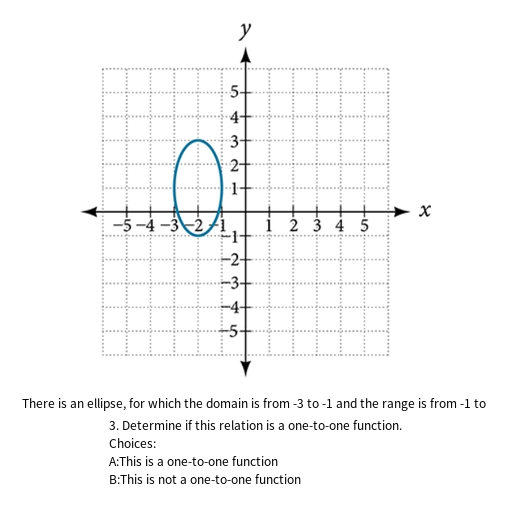 y
5
4
3
2
1
-5 -4 -3 -2 -1 1 2 3 4 5 x
-1
-2
-3
-4
-5
There is an ellipse, for which the domain is from -3 to -1 and the range is from -1 to
3. Determine if this relation is a one-to-one function.
Choices:
A:This is a one-to-one function
B:This is not a one-to-one function